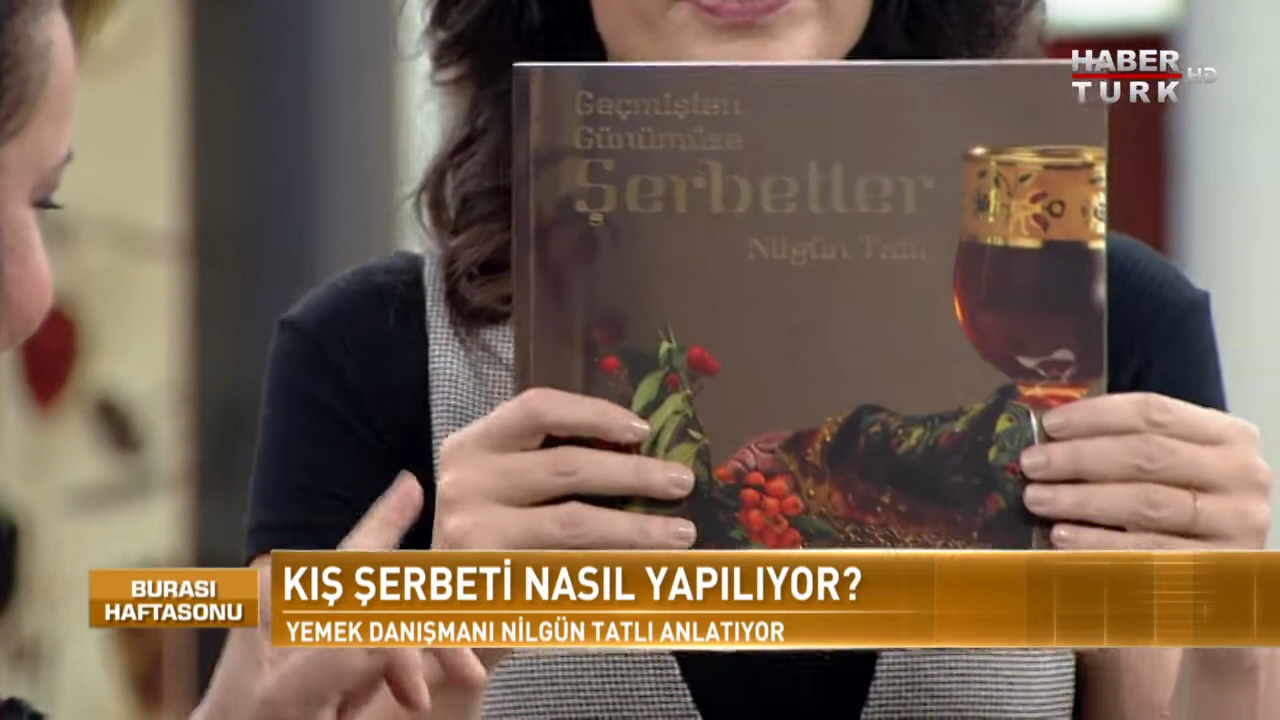 HABER
TURK HD
Geçmişten
Günümüze
Şerbetler
Nilgün Tatlı
BURASI
HAFTASONU
KIŞ ŞERBETİ NASIL YAPILIYOR?
YEMEK DANIŞMANI NİLGÜN TATLI ANLATIYOR